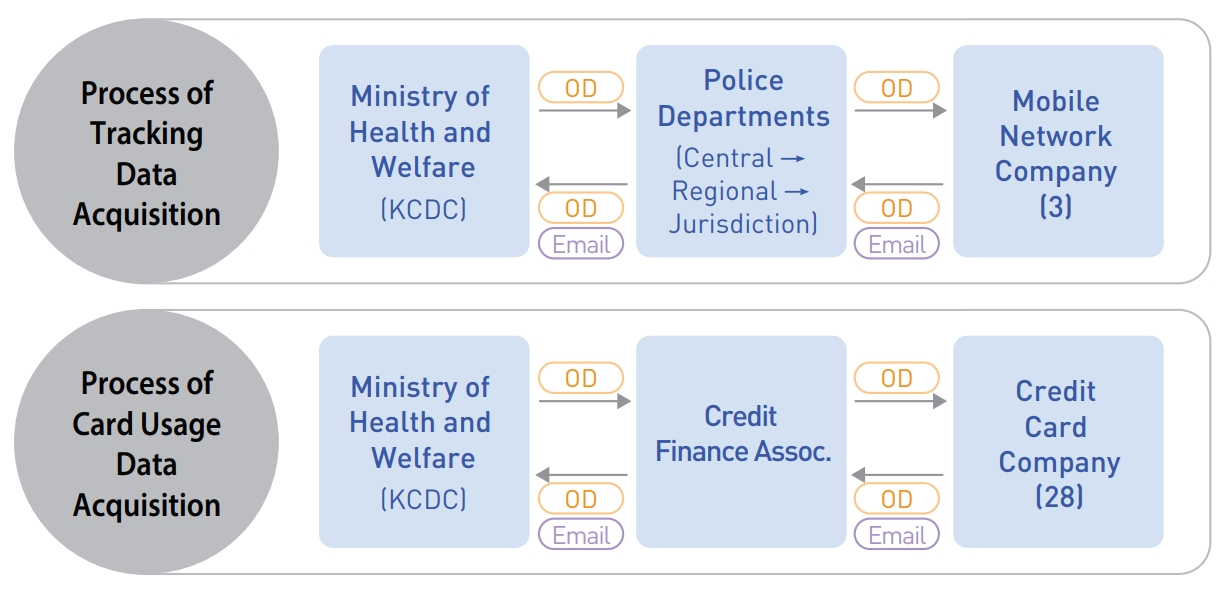 Process of
Tracking
Data
Acquisition
Ministry of
Health and
Welfare
(KCDC)
OD
OD
Email
Police
Departments
(Central →
Regional →
Jurisdiction)
OD
OD
Email
Mobile
Network
Company
(3)
Process of
Card Usage
Data
Acquisition
Ministry of
Health and
Welfare
(KCDC)
OD
OD
Email
Credit
Finance Assoc.
OD
OD
Email
Credit
Card
Company
(28)